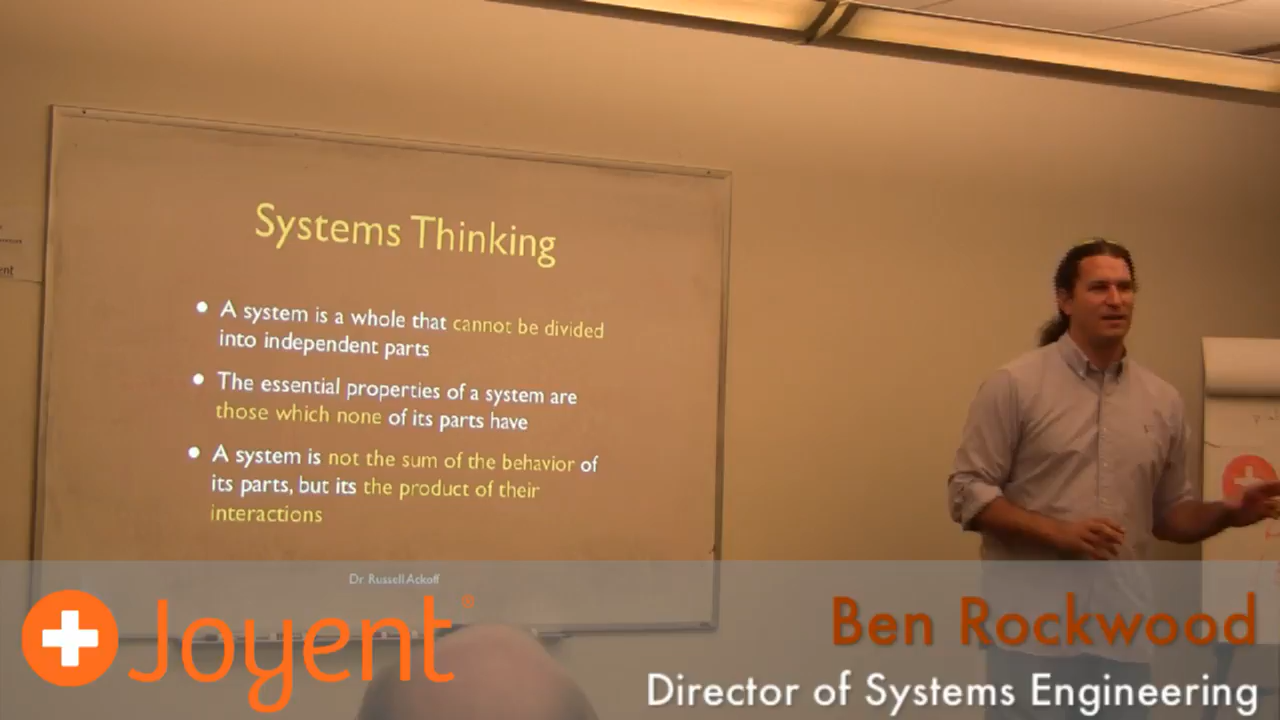 Systems Thinking
• A system is a whole that cannot be divided
into independent parts
• The essential properties of a system are
those which none of its parts have
• A system is not the sum of the behavior of
its parts, but its the product of their
interactions
Dr Russell Ackoff
Joyent®
Ben Rockwood
Director of Systems Engineering